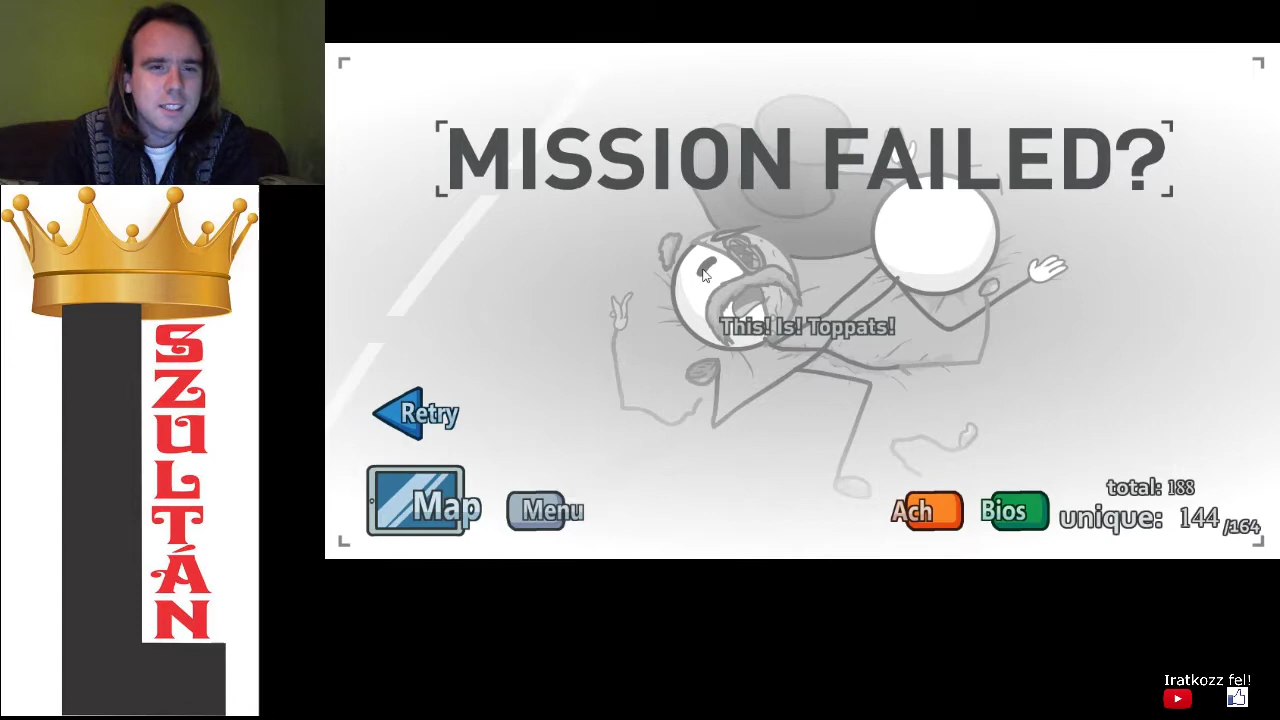 [MISSION FAILED?]
This! Is! Toppats!
Retry
Map
Menu
Ach
Bios
total: 188
unique: 144/164
L
SZULTÁN
Iratkozz fel!